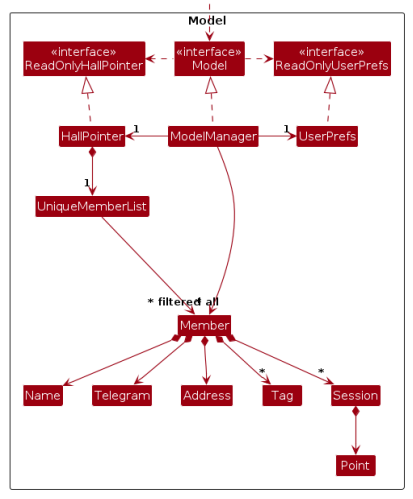 Model
«interface»
ReadOnlyHallPointer
«interface»
Model
«interface»
ReadOnlyUserPrefs
HallPointer
1
ModelManager
1
UserPrefs
1
UniqueMemberList
* filtered
* all
Member
*
*
Name
Telegram
Address
Tag
Session
Point